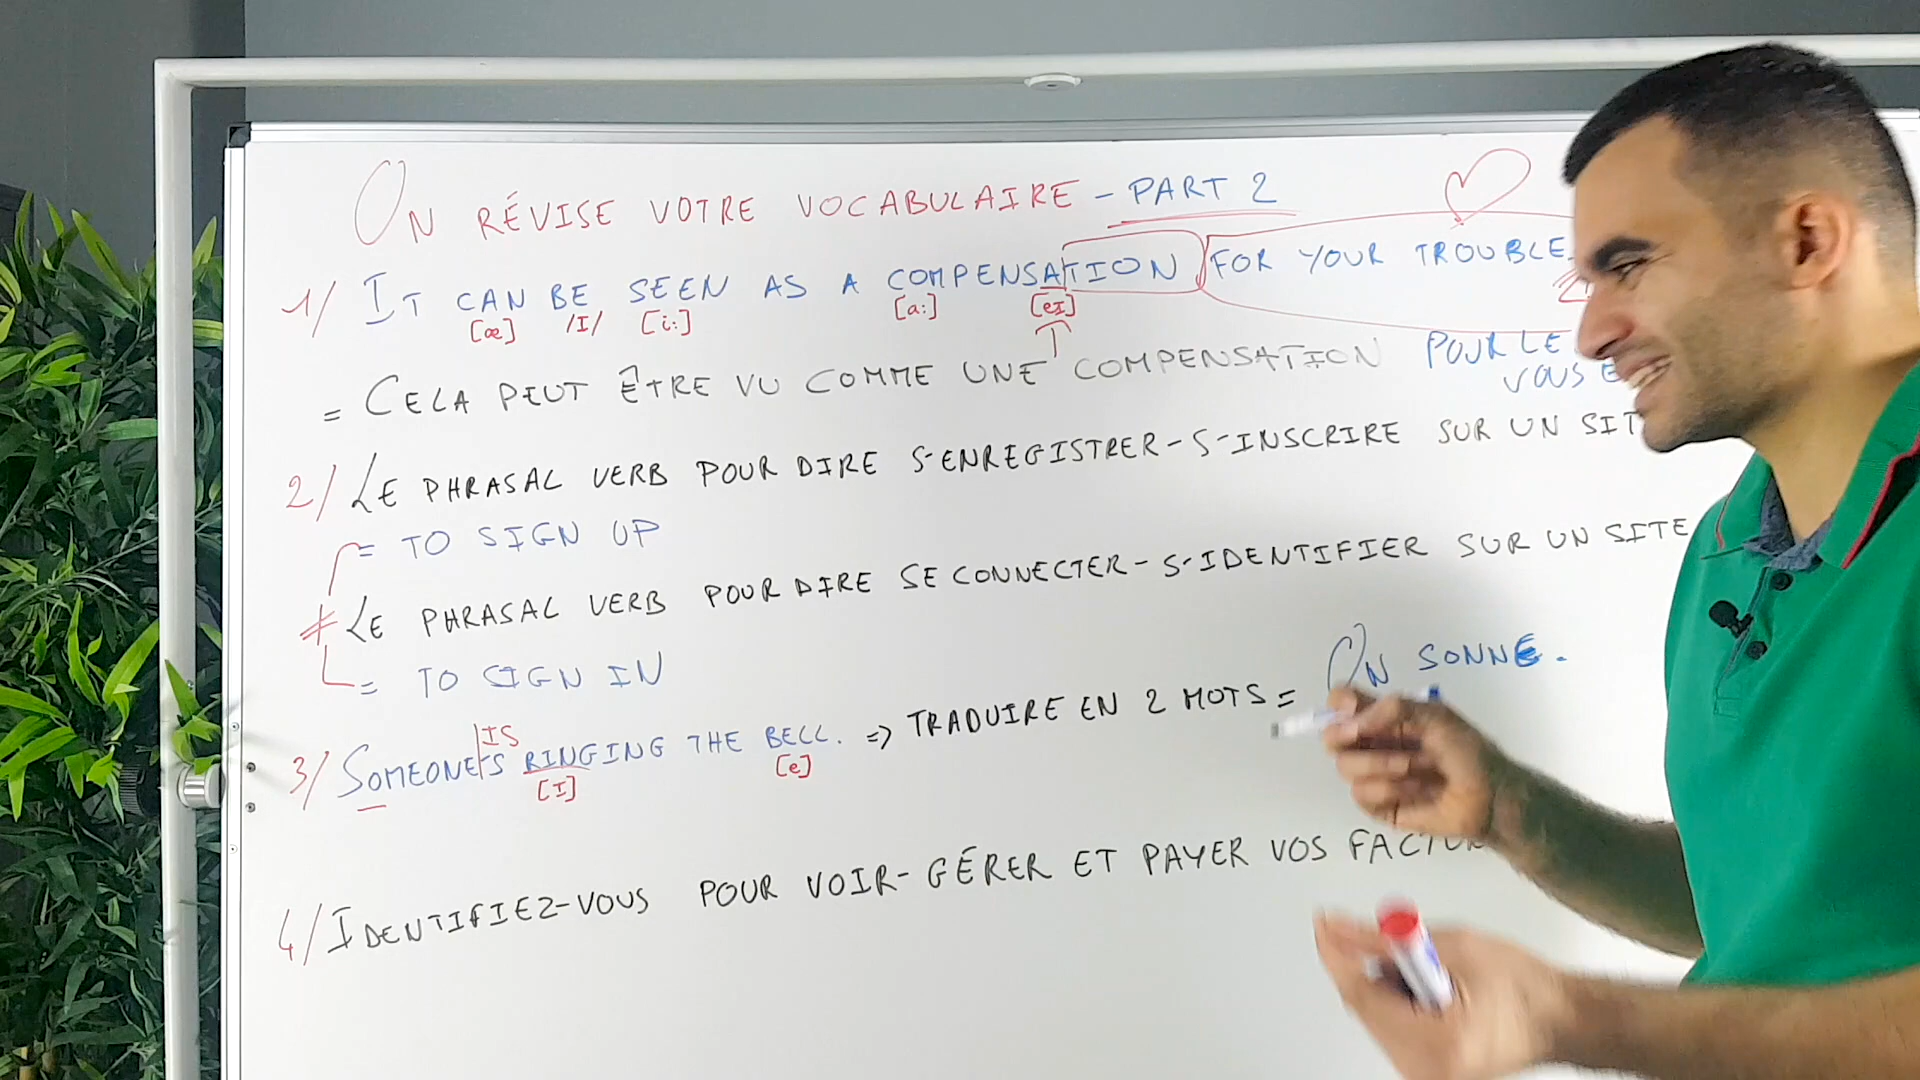 ON RÉVISE VOTRE VOCABULAIRE - PART 2
1/ IT CAN BE SEEN AS A COMPENSATION FOR YOUR TROUBLE
[æ] /I/ [i:] [a:] [eɪ]
= CELA PEUT ÊTRE VU COMME UNE COMPENSATION POUR LE
VOUS
2/ LE PHRASAL VERB POUR DIRE S'ENREGISTRER - S'INSCRIRE SUR UN SIT
= TO SIGN UP
≠ LE PHRASAL VERB POUR DIRE SE CONNECTER - S'IDENTIFIER SUR UN SITE
= TO SIGN IN
IS
3/ SOMEONE'S RINGING THE BELL. => TRADUIRE EN 2 MOTS = ON SONNE.
[I] [e]
4/ IDENTIFIEZ-VOUS POUR VOIR - GÉRER ET PAYER VOS FACTU